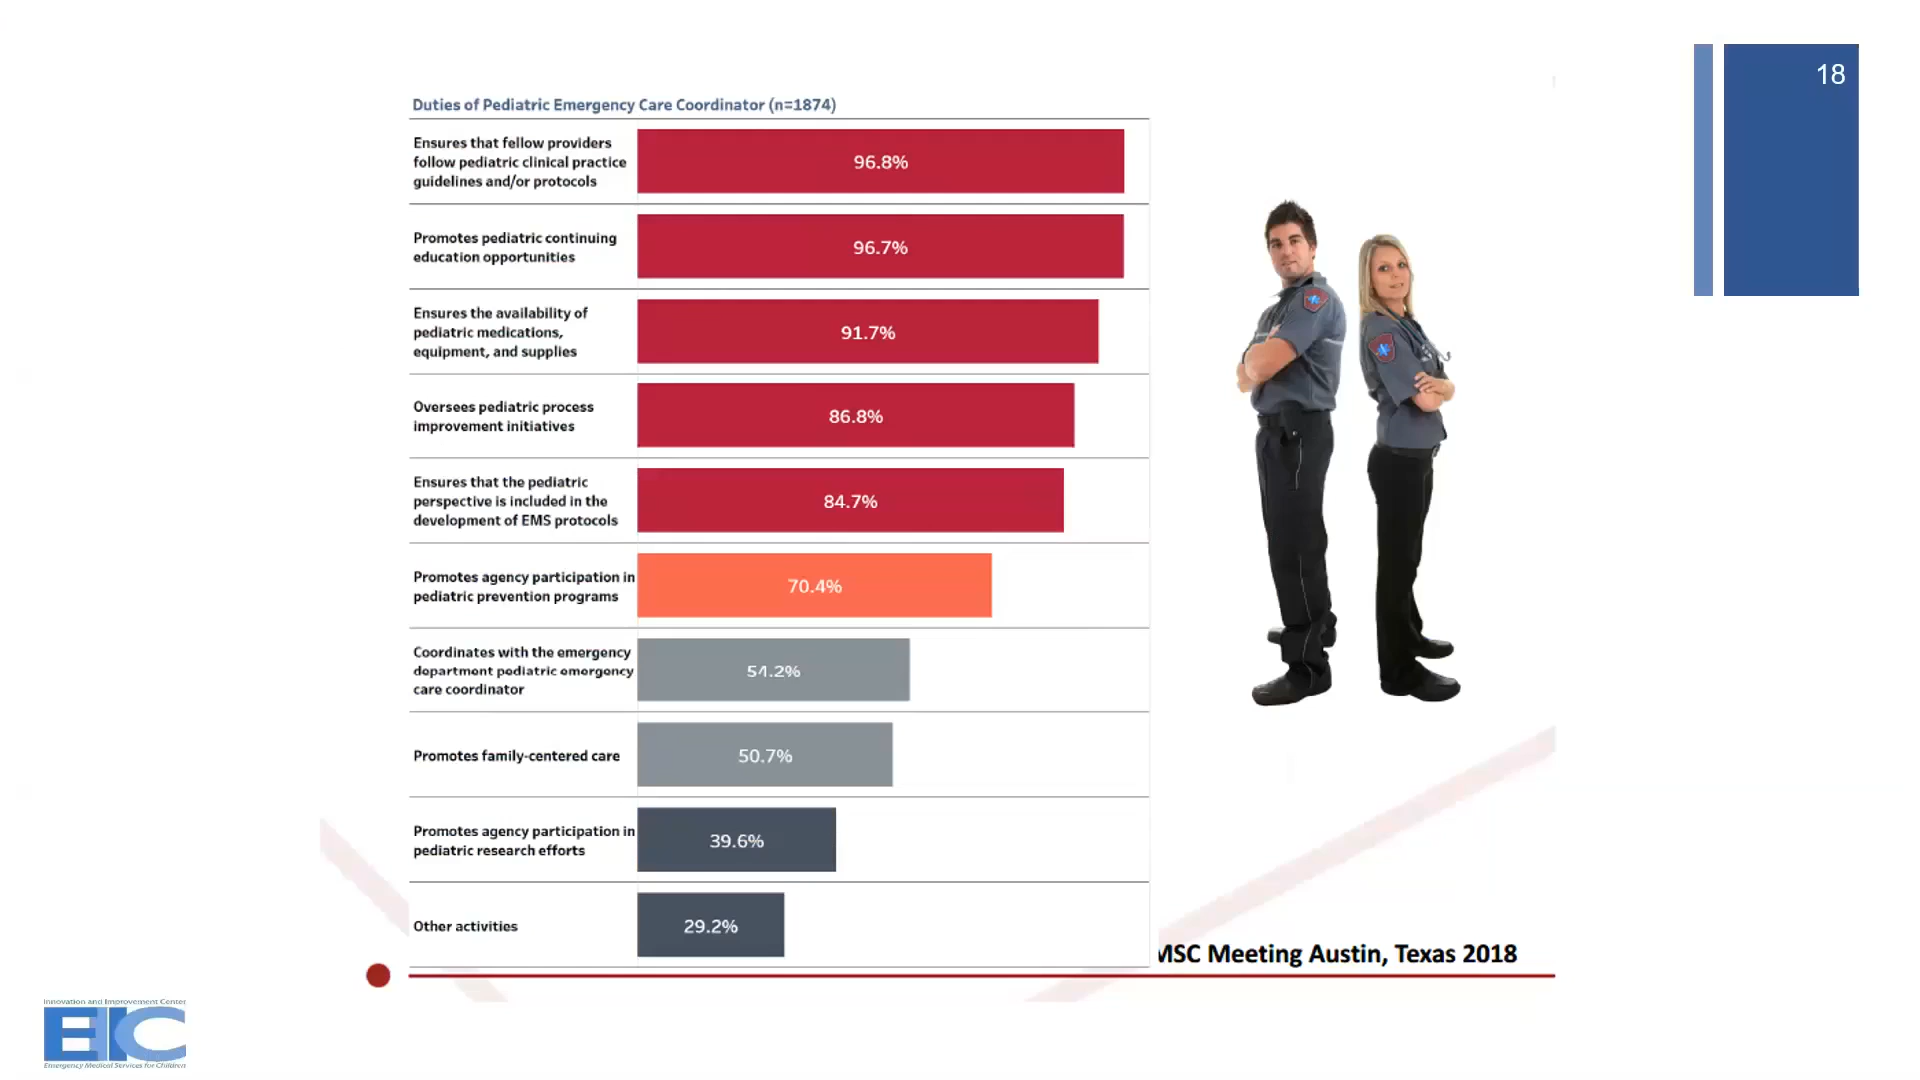 18
Duties of Pediatric Emergency Care Coordinator (n=1874)
Ensures that fellow providers
follow pediatric clinical practice
guidelines and/or protocols
96.8%
Promotes pediatric continuing
education opportunities
96.7%
Ensures the availability of
pediatric medications,
equipment, and supplies
91.7%
Oversees pediatric process
improvement initiatives
86.8%
Ensures that the pediatric
perspective is included in the
development of EMS protocols
84.7%
Promotes agency participation in
pediatric prevention programs
70.4%
Coordinates with the emergency
department pediatric emergency
care coordinator
54.2%
Promotes family-centered care
50.7%
Promotes agency participation in
pediatric research efforts
39.6%
Other activities
29.2%
MSC Meeting Austin, Texas 2018
Innovation and Improvement Center
EIIC
Emergency Medical Services for Children